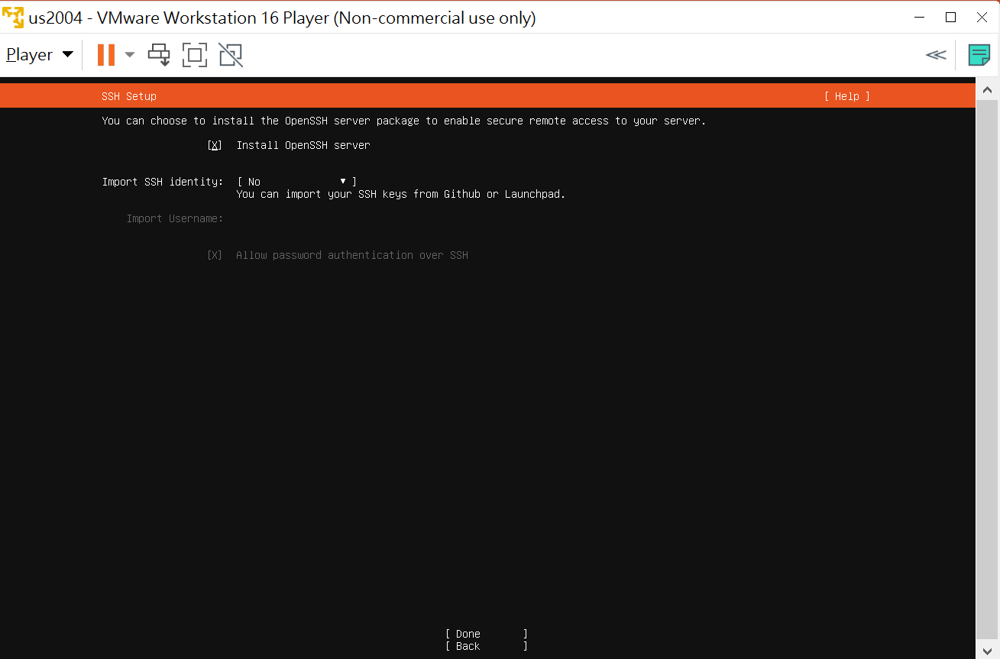 us2004 - VMware Workstation 16 Player (Non-commercial use only)
Player
SSH Setup [ Help ]
You can choose to install the OpenSSH server package to enable secure remote access to your server.
[X] Install OpenSSH server
Import SSH identity: [ No ▾ ]
You can import your SSH keys from Github or Launchpad.
Import Username:
[X] Allow password authentication over SSH
[ Done ]
[ Back ]